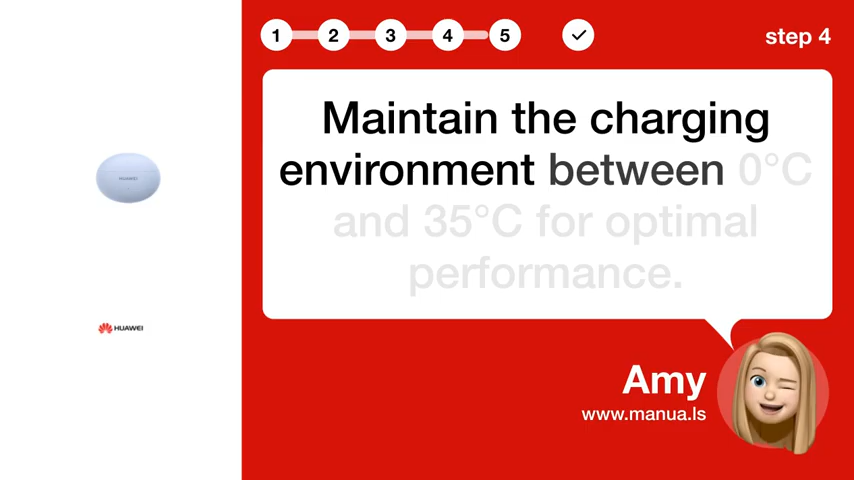 1 2 3 4 5
step 4
Maintain the charging
environment between 0°C
and 35°C for optimal
performance.
HUAWEI
HUAWEI
Amy
www.manua.ls